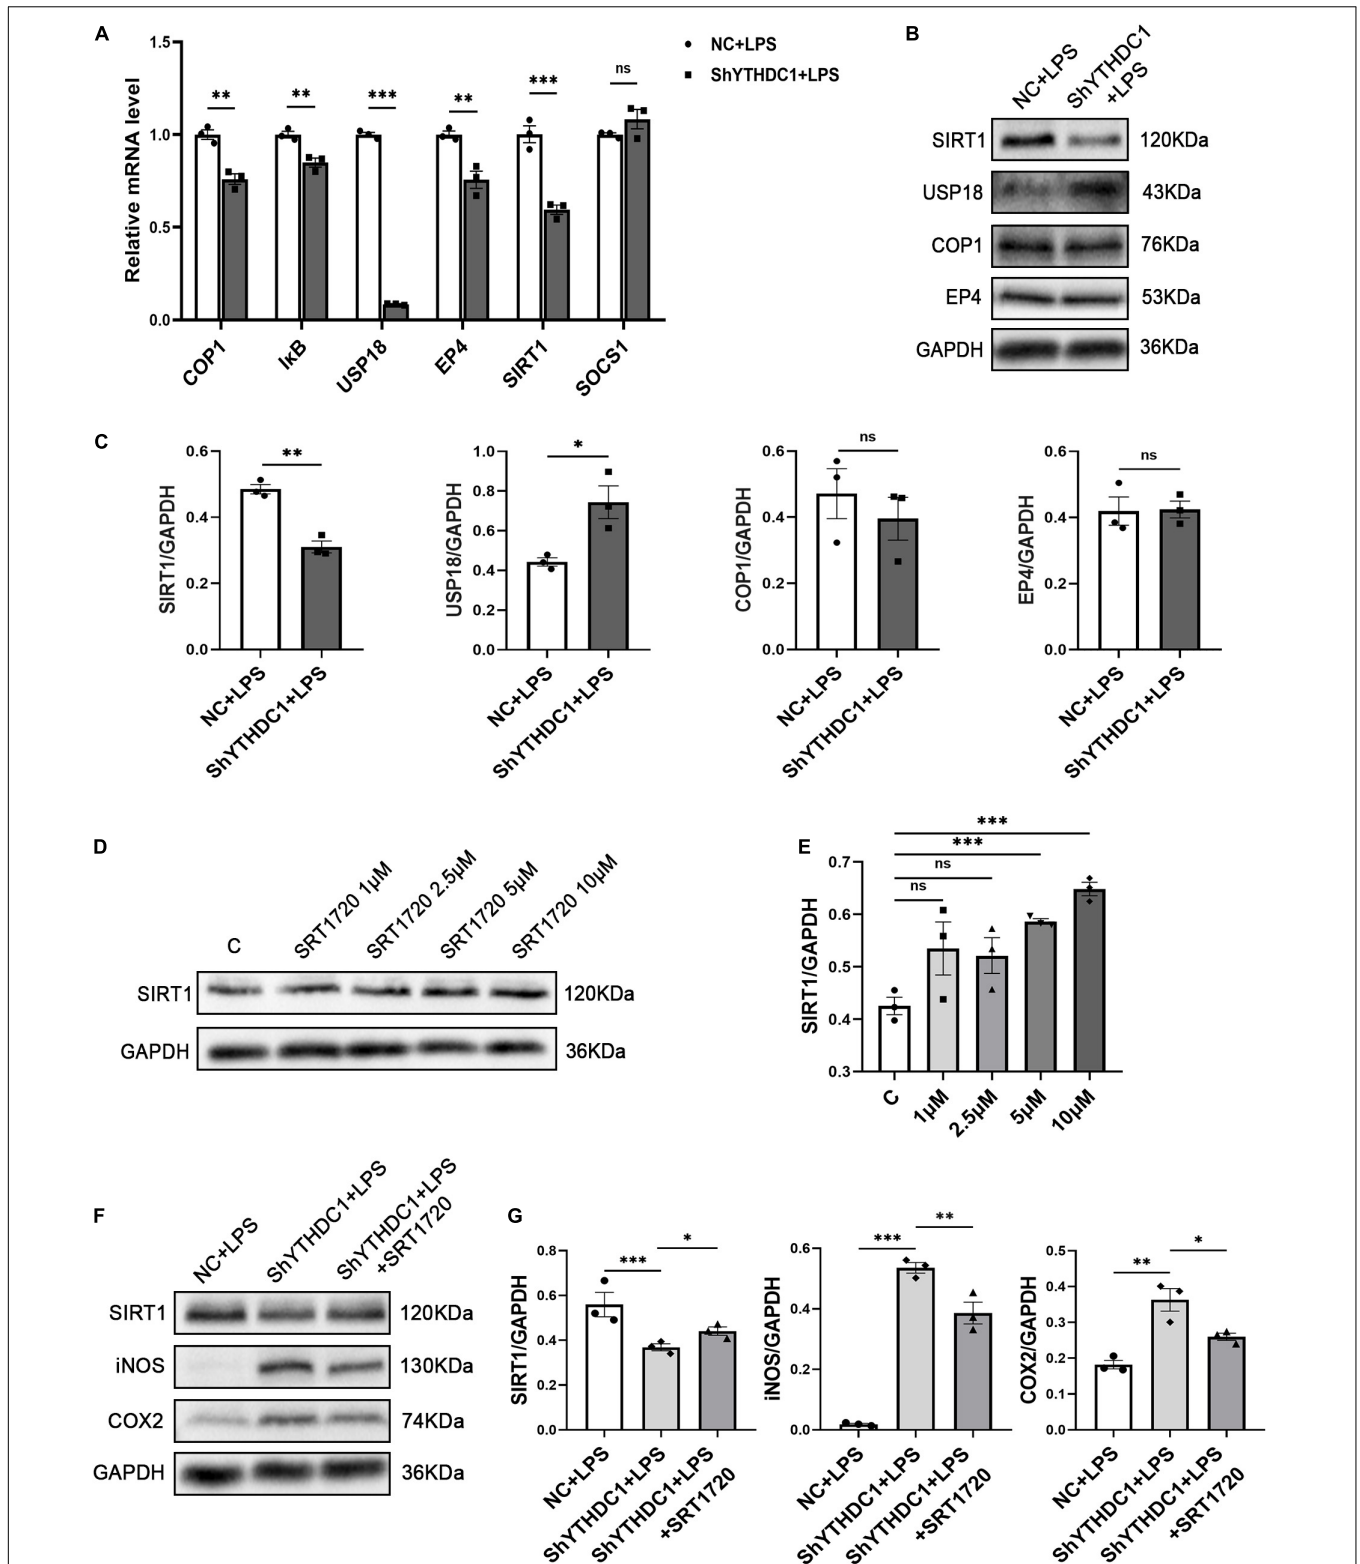 A
1.5
1.0
0.5
0.0
Relative mRNA level
** ** *** ** *** ns
COP1 IκB USP18 EP4 SIRT1 SOCS1
NC+LPS
ShYTHDC1+LPS
B
NC+LPS
ShYTHDC1
+LPS
SIRT1 120KDa
USP18 43KDa
COP1 76KDa
EP4 53KDa
GAPDH 36KDa
C
SIRT1/GAPDH
0.6
0.4
0.2
0.0
**
NC+LPS
ShYTHDC1+LPS
USP18/GAPDH
1.0
0.8
0.6
0.4
0.2
0.0
*
NC+LPS
ShYTHDC1+LPS
COP1/GAPDH
0.6
0.4
0.2
0.0
ns
NC+LPS
ShYTHDC1+LPS
EP4/GAPDH
0.6
0.4
0.2
0.0
ns
NC+LPS
ShYTHDC1+LPS
D
C
SRT1720 1μM
SRT1720 2.5μM
SRT1720 5μM
SRT1720 10μM
SIRT1 120KDa
GAPDH 36KDa
E
SIRT1/GAPDH
0.7
0.6
0.5
0.4
0.3
***
***
ns
ns
C 1μM 2.5μM 5μM 10μM
F
NC+LPS
ShYTHDC1+LPS
ShYTHDC1+LPS
+SRT1720
SIRT1 120KDa
iNOS 130KDa
COX2 74KDa
GAPDH 36KDa
G
SIRT1/GAPDH
0.8
0.6
0.4
0.2
0.0
*** *
NC+LPS
ShYTHDC1+LPS
ShYTHDC1+LPS
+SRT1720
iNOS/GAPDH
0.6
0.4
0.2
0.0
*** **
NC+LPS
ShYTHDC1+LPS
ShYTHDC1+LPS
+SRT1720
COX2/GAPDH
0.5
0.4
0.3
0.2
0.1
0.0
** *
NC+LPS
ShYTHDC1+LPS
ShYTHDC1+LPS
+SRT1720